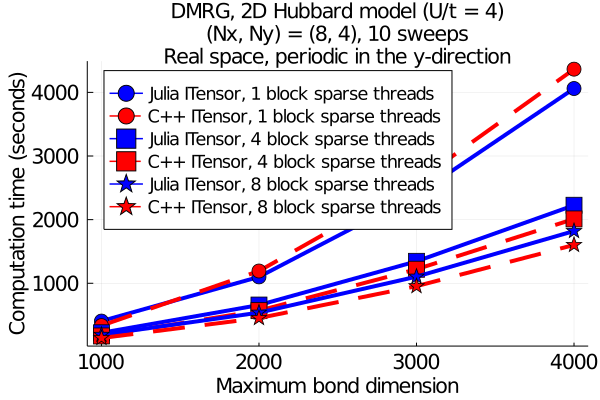 DMRG, 2D Hubbard model (U/t = 4)
(Nx, Ny) = (8, 4), 10 sweeps
Real space, periodic in the y-direction
Computation time (seconds)
4000
3000
2000
1000
Julia ITensor, 1 block sparse threads
C++ ITensor, 1 block sparse threads
Julia ITensor, 4 block sparse threads
C++ ITensor, 4 block sparse threads
Julia ITensor, 8 block sparse threads
C++ ITensor, 8 block sparse threads
1000 2000 3000 4000
Maximum bond dimension